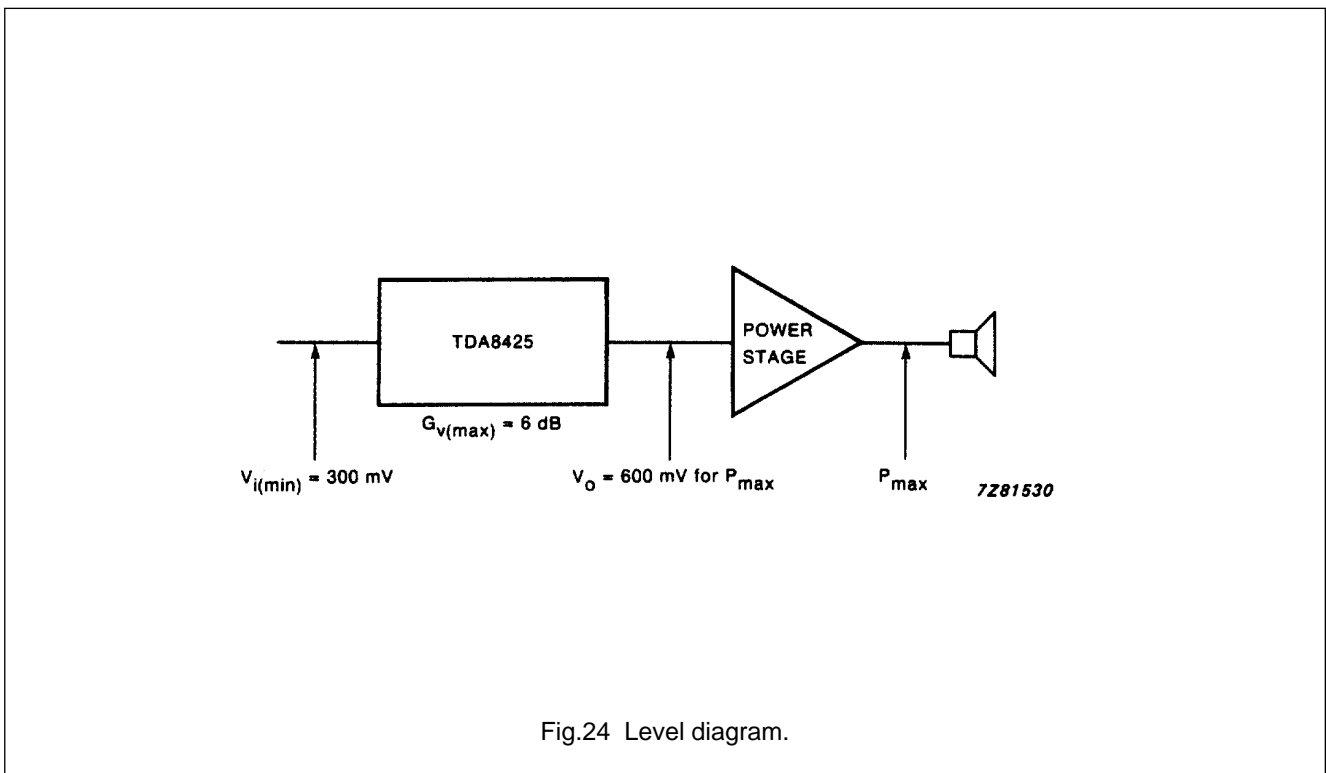 TDA8425
POWER
STAGE
Gv(max) = 6 dB
Vi(min) = 300 mV
Vo = 600 mV for Pmax
Pmax
7Z81530
Fig.24 Level diagram.